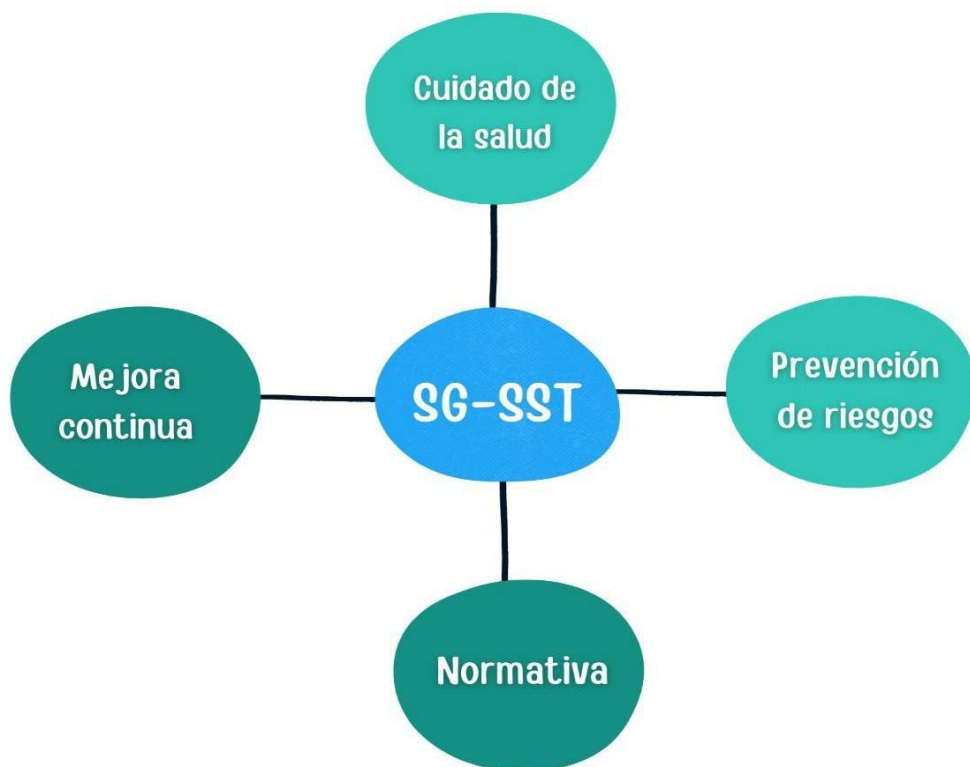 Cuidado de
la salud
Mejora
continua
SG-SST
Prevención
de riesgos
Normativa